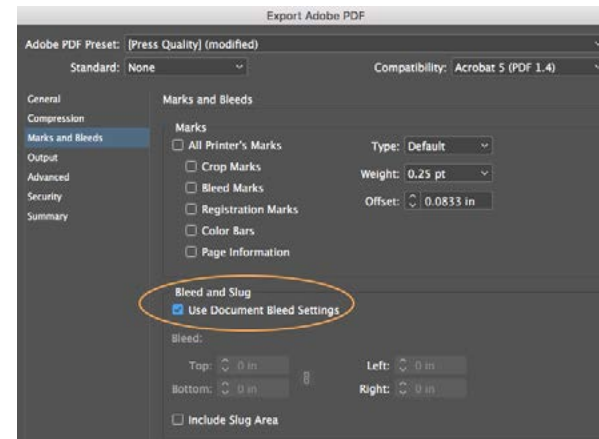 Export Adobe PDF
Adobe PDF Preset: [Press Quality] (modified)
Standard: None Compatibility: Acrobat 5 (PDF 1.4)
General
Compression
Marks and Bleeds
Output
Advanced
Security
Summary
Marks and Bleeds
Marks
All Printer's Marks
Crop Marks
Bleed Marks
Registration Marks
Color Bars
Page Information
Type: Default
Weight: 0.25 pt
Offset: 0.0833 in
Bleed and Slug
Use Document Bleed Settings
Bleed:
Top: 0 in Left: 0 in
Bottom: 0 in Right: 0 in
Include Slug Area